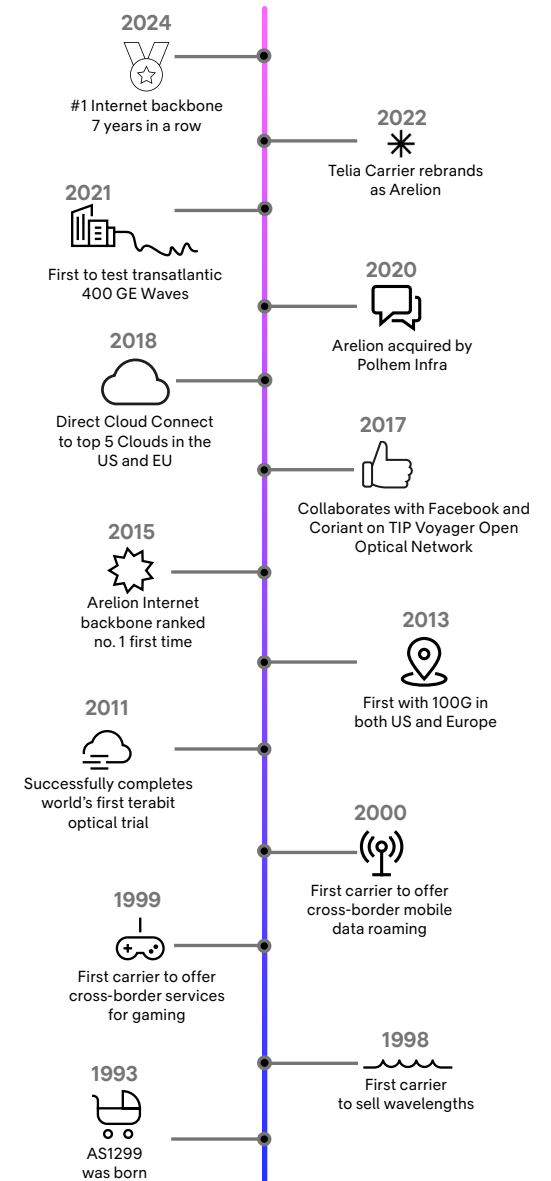 2024
#1 Internet backbone
7 years in a row
2022
Telia Carrier rebrands
as Arelion
2021
First to test transatlantic
400 GE Waves
2020
Arelion acquired by
Polhem Infra
2018
Direct Cloud Connect
to top 5 Clouds in the
US and EU
2017
Collaborates with Facebook and
Coriant on TIP Voyager Open
Optical Network
2015
Arelion Internet
backbone ranked
no. 1 first time
2013
First with 100G in
both US and Europe
2011
Successfully completes
world’s first terabit
optical trial
2000
First carrier to offer
cross-border mobile
data roaming
1999
First carrier to offer
cross-border services
for gaming
1998
First carrier
to sell wavelengths
1993
AS1299
was born